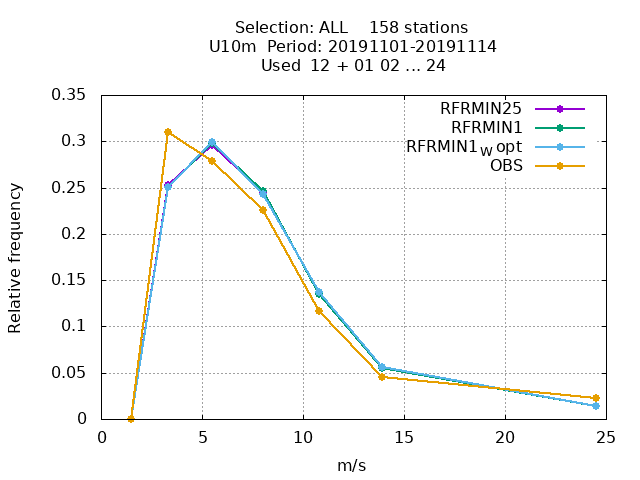 Selection: ALL 158 stations
U10m Period: 20191101-20191114
Used 12 + 01 02 ... 24
0.35
0.3
0.25
0.2
0.15
0.1
0.05
0
Relative frequency
RFRMIN25
RFRMIN1
RFRMIN1W opt
OBS
0 5 10 15 20 25
m/s